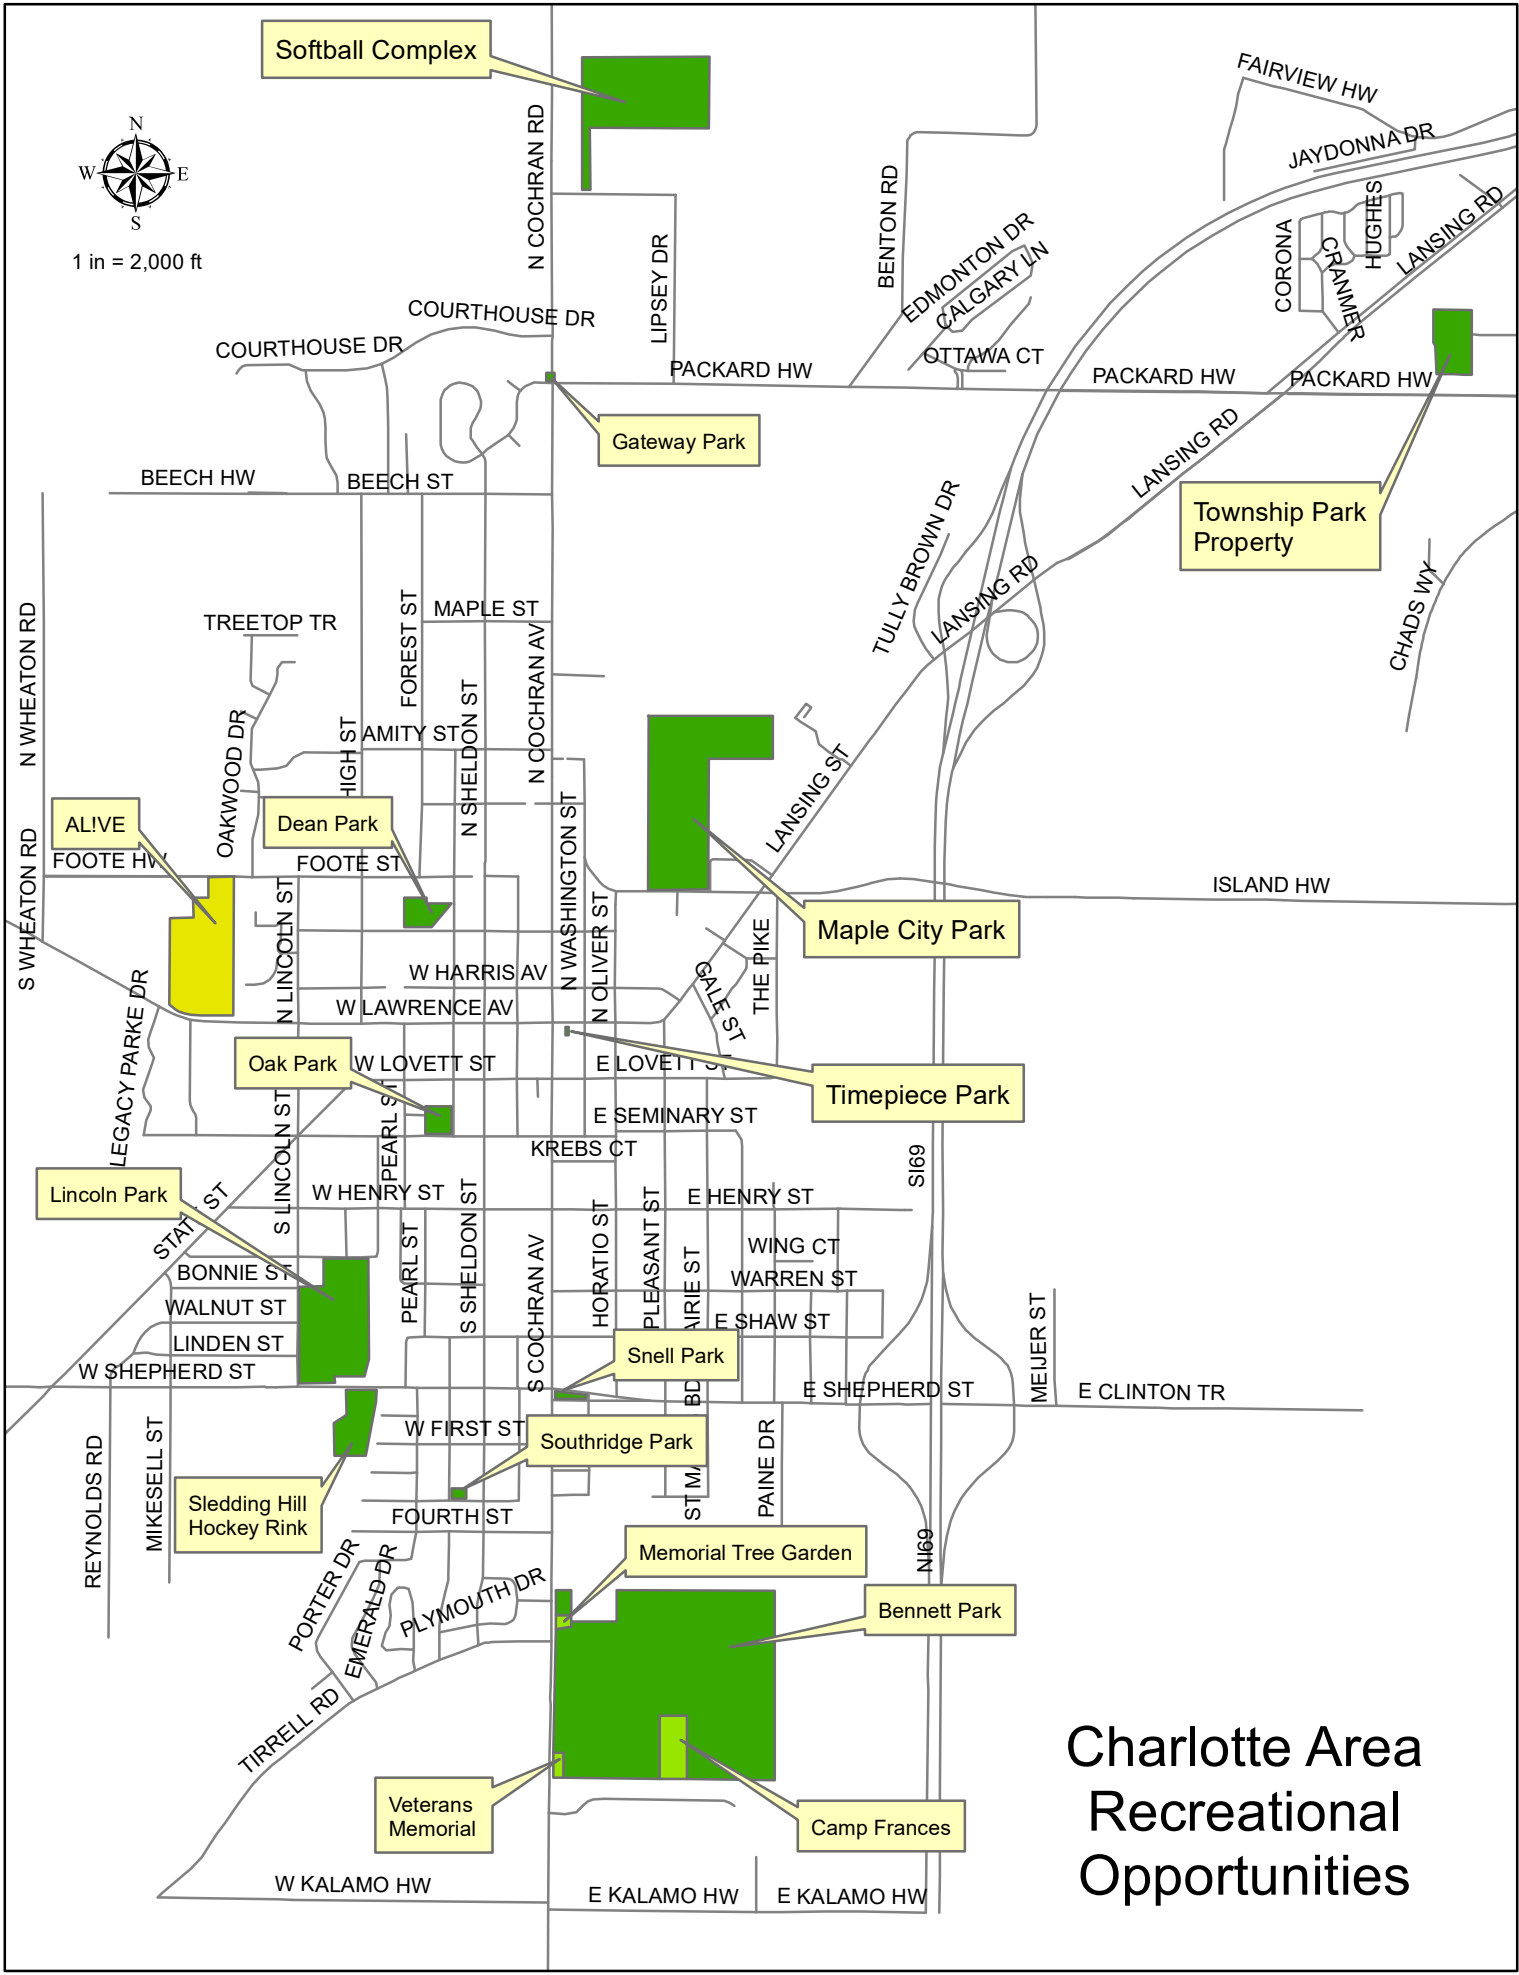 Softball Complex
FAIRVIEW HW
JAYDONNA DR
N
W
E
S
1 in = 2,000 ft
N COCHRAN RD
LIPSEY DR
BENTON RD
EDMONTON DR
CALGARY LN
OTTAWA CT
CORONA
CRANMER
HUGHES
LANSING RD
COURTHOUSE DR
COURTHOUSE DR
PACKARD HW
PACKARD HW
PACKARD HW
Gateway Park
LANSING RD
BEECH HW
BEECH ST
Township Park
Property
TULLY BROWN DR
LANSING RD
CHADS WY
N WHEATON RD
TREETOP TR
FOREST ST
MAPLE ST
N COCHRAN AV
N SHELDON ST
OAKWOOD DR
HIGH ST
AMITY ST
LANSING ST
AL!VE
Dean Park
N WASHINGTON ST
S WHEATON RD
FOOTE HW
FOOTE ST
ISLAND HW
N LINCOLN ST
N OLIVER ST
Maple City Park
THE PIKE
GALE ST
W HARRIS AV
W LAWRENCE AV
LEGACY PARKE DR
Oak Park
W LOVETT ST
E LOVETT ST
Timepiece Park
PEARL ST
S LINCOLN ST
E SEMINARY ST
KREBS CT
SI69
Lincoln Park
STATE ST
W HENRY ST
E HENRY ST
PEARL ST
S SHELDON ST
S COCHRAN AV
HORATIO ST
PLEASANT ST
WING CT
BONNIE ST
WARREN ST
WALNUT ST
E SHAW ST
LINDEN ST
Snell Park
MEIJER ST
W SHEPHERD ST
E SHEPHERD ST
E CLINTON TR
REYNOLDS RD
MIKESELL ST
W FIRST ST
Southridge Park
PAINE DR
Sledding Hill
Hockey Rink
FOURTH ST
NI69
Memorial Tree Garden
PORTER DR
EMERALD DR
PLYMOUTH DR
Bennett Park
TIRRELL RD
Charlotte Area
Recreational
Opportunities
Veterans
Memorial
Camp Frances
W KALAMO HW
E KALAMO HW
E KALAMO HW